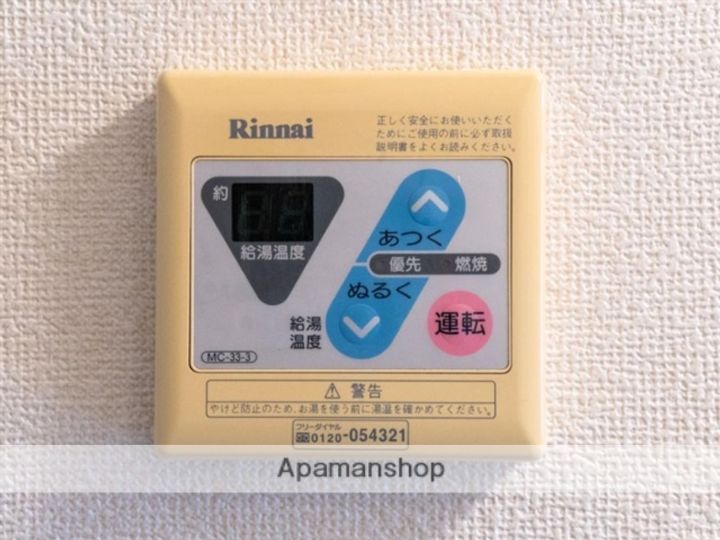 Rinnai
正しく安全にお使いいただく
ためにご使用の前に必ず取扱
説明書をよくお読みください。
約
給湯温度
あつく
優先 燃焼
ぬるく
給湯
温度
運転
MC-33-3
警告
やけど防止のため、お湯を使う前に湯温を確かめてください。
フリーダイヤル
0120-054321
Apamanshop